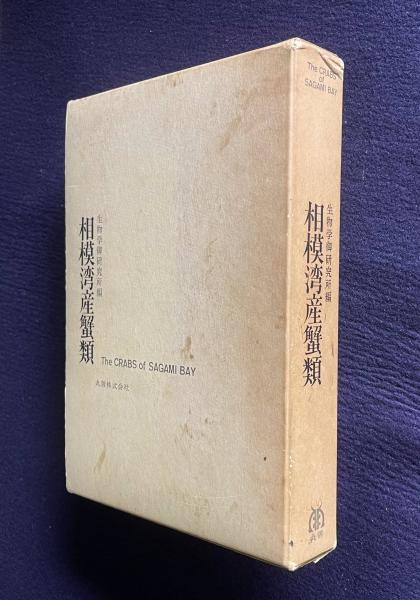 生物学御研究所編
相模湾産蟹類
The CRABS of SAGAMI BAY
丸善株式会社
The CRABS
of
SAGAMI BAY
生物学御研究所編
相模湾産蟹類
丸善